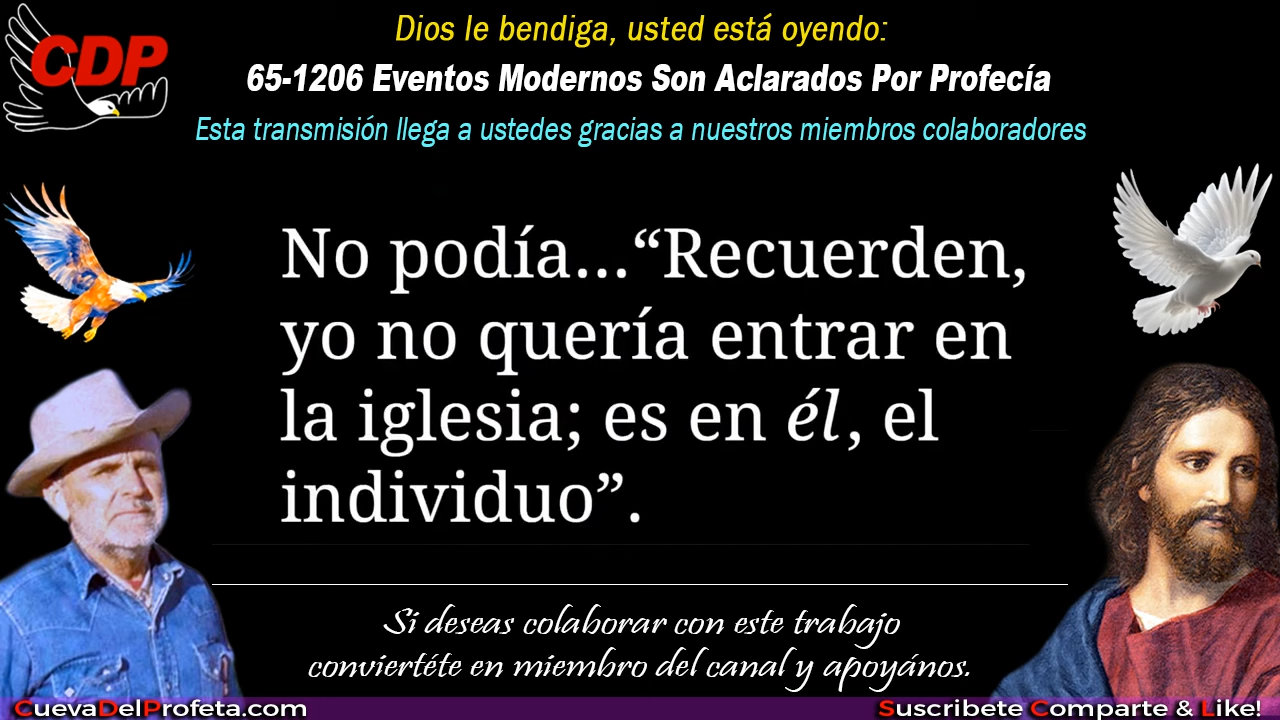 CDP
Dios le bendiga, usted está oyendo:
65-1206 Eventos Modernos Son Aclarados Por Profecía
Esta transmisión llega a ustedes gracias a nuestros miembros colaboradores
No podía...“Recuerden,
yo no quería entrar en
la iglesia; es en él, el
individuo”.
Si deseas colaborar con este trabajo
conviertéte en miembro del canal y apoyános.
CuevaDelProfeta.com
Suscribete Comparte & Like!